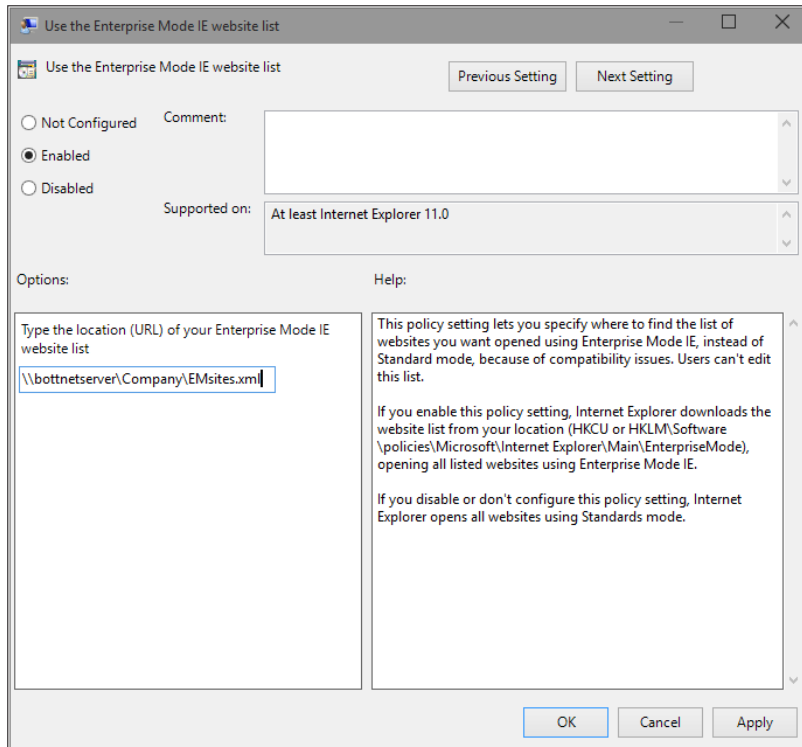 Use the Enterprise Mode IE website list
Use the Enterprise Mode IE website list
Previous Setting
Next Setting
Not Configured
Enabled
Disabled
Comment:
Supported on:
At least Internet Explorer 11.0
Options:
Help:
Type the location (URL) of your Enterprise Mode IE
website list
\\bottnetserver\Company\EMsites.xml
This policy setting lets you specify where to find the list of
websites you want opened using Enterprise Mode IE, instead of
Standard mode, because of compatibility issues. Users can't edit
this list.
If you enable this policy setting, Internet Explorer downloads the
website list from your location (HKCU or HKLM\Software
\policies\Microsoft\Internet Explorer\Main\EnterpriseMode),
opening all listed websites using Enterprise Mode IE.
If you disable or don't configure this policy setting, Internet
Explorer opens all websites using Standards mode.
OK
Cancel
Apply